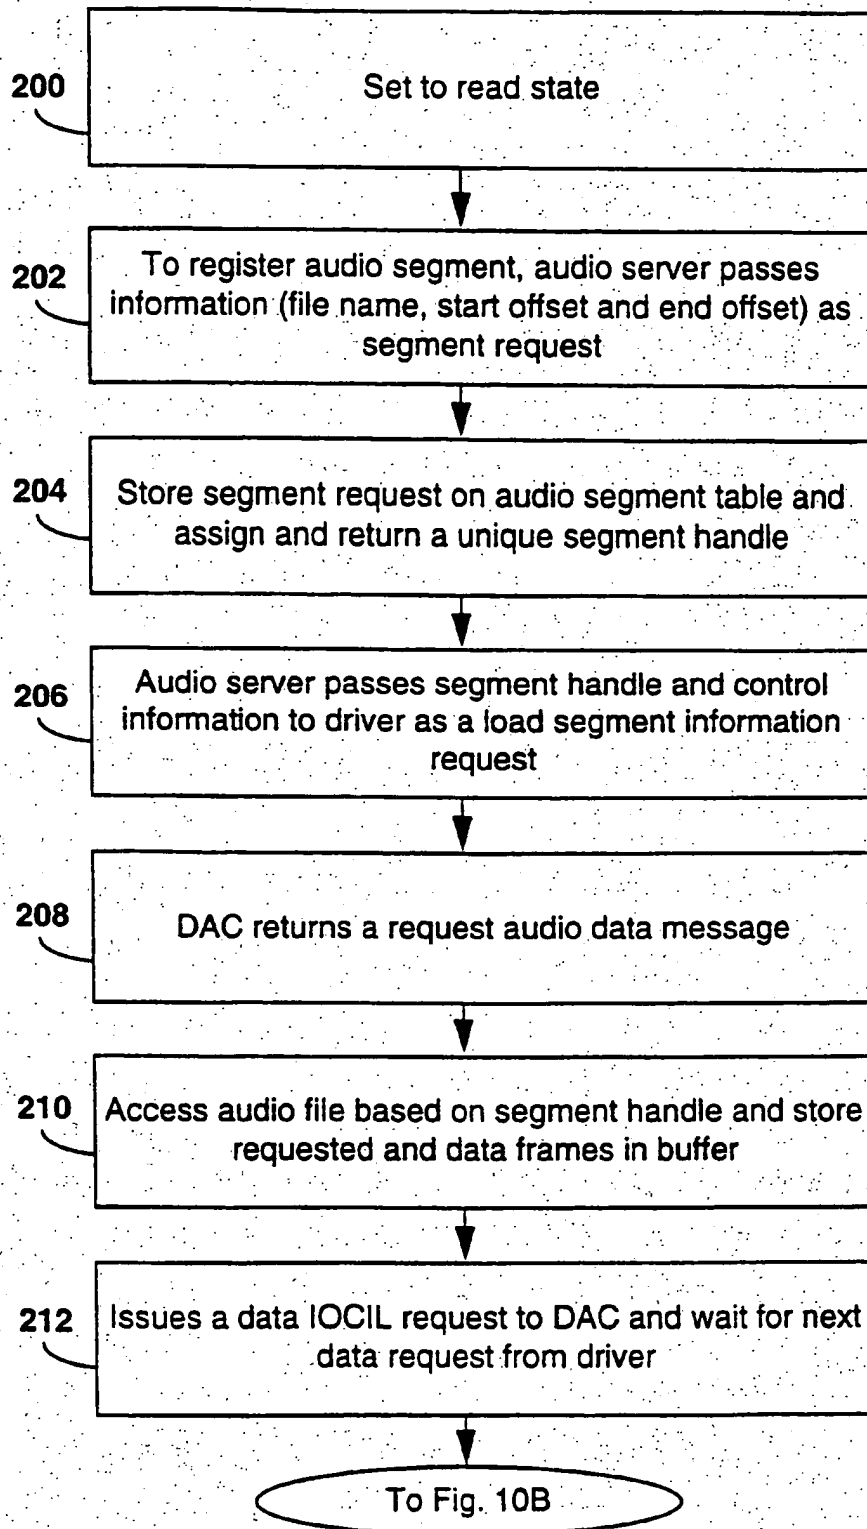 200
Set to read state
202
To register audio segment, audio server passes
information (file name, start offset and end offset) as
segment request
204
Store segment request on audio segment table and
assign and return a unique segment handle
206
Audio server passes segment handle and control
information to driver as a load segment information
request
208
DAC returns a request audio data message
210
Access audio file based on segment handle and store
requested and data frames in buffer
212
Issues a data IOCIL request to DAC and wait for next
data request from driver
To Fig. 10B